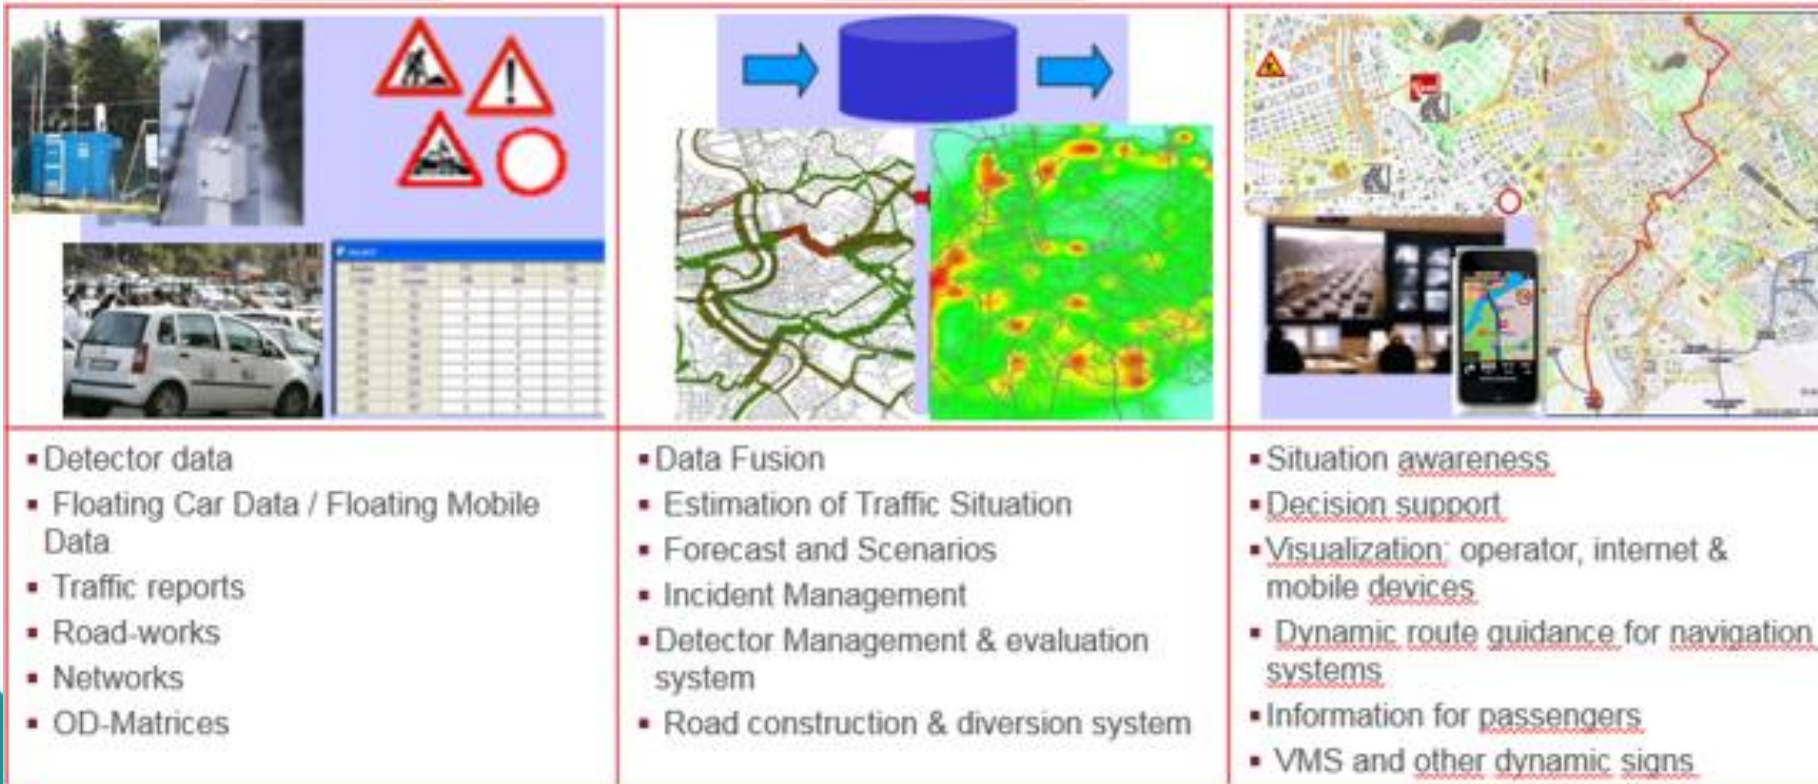 ▪Detector data
▪ Floating Car Data / Floating Mobile
Data
▪ Traffic reports
▪ Road-works
▪ Networks
▪ OD-Matrices
▪Data Fusion
▪ Estimation of Traffic Situation
▪ Forecast and Scenarios
▪ Incident Management
▪Detector Management & evaluation
system
▪ Road construction & diversion system
▪Situation awareness
▪Decision support
▪Visualization: operator, internet &
mobile devices
▪ Dynamic route guidance for navigation
systems
▪Information for passengers
▪ VMS and other dynamic signs